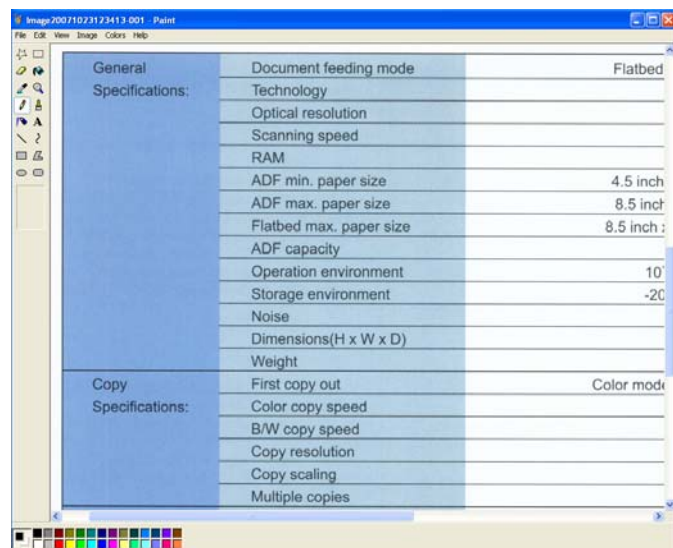 Image20071023123413-001 - Paint
File Edit View Image Colors Help
General Document feeding mode Flatbed
Specifications: Technology
Optical resolution
Scanning speed
RAM
ADF min. paper size 4.5 inch
ADF max. paper size 8.5 inch
Flatbed max. paper size 8.5 inch
ADF capacity
Operation environment 10
Storage environment -20
Noise
Dimensions(H x W x D)
Weight
Copy First copy out Color mode
Specifications: Color copy speed
B/W copy speed
Copy resolution
Copy scaling
Multiple copies